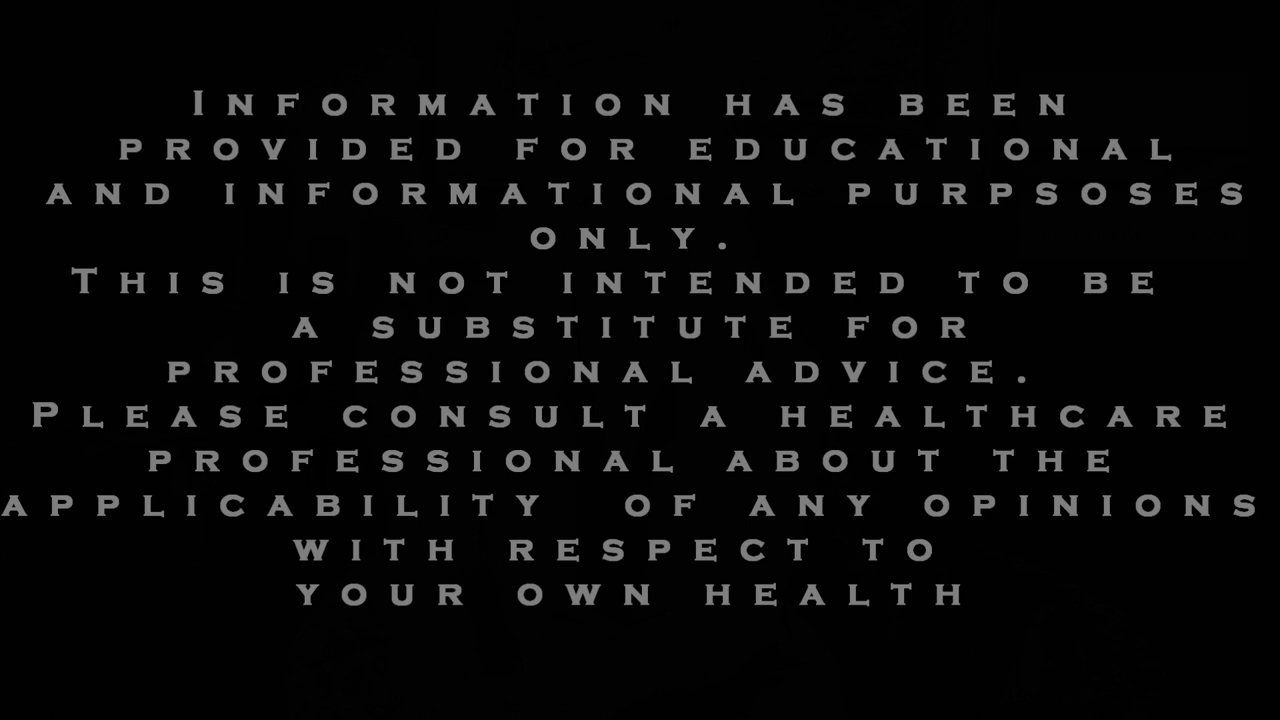 Information has been
provided for educational
and informational purpsoses
only.
This is not intended to be
a substitute for
professional advice.
Please consult a healthcare
professional about the
applicability of any opinions
with respect to
your own health